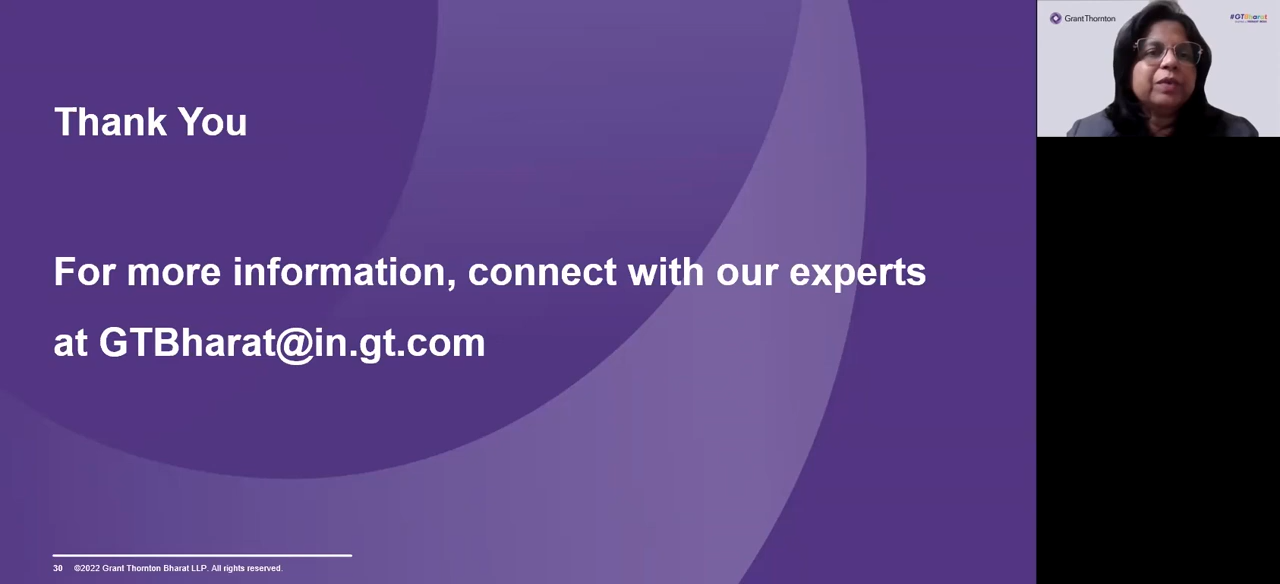 Thank You
For more information, connect with our experts
at GTBharat@in.gt.com
30 ©2022 Grant Thornton Bharat LLP. All rights reserved.
Grant Thornton
#GTBharat